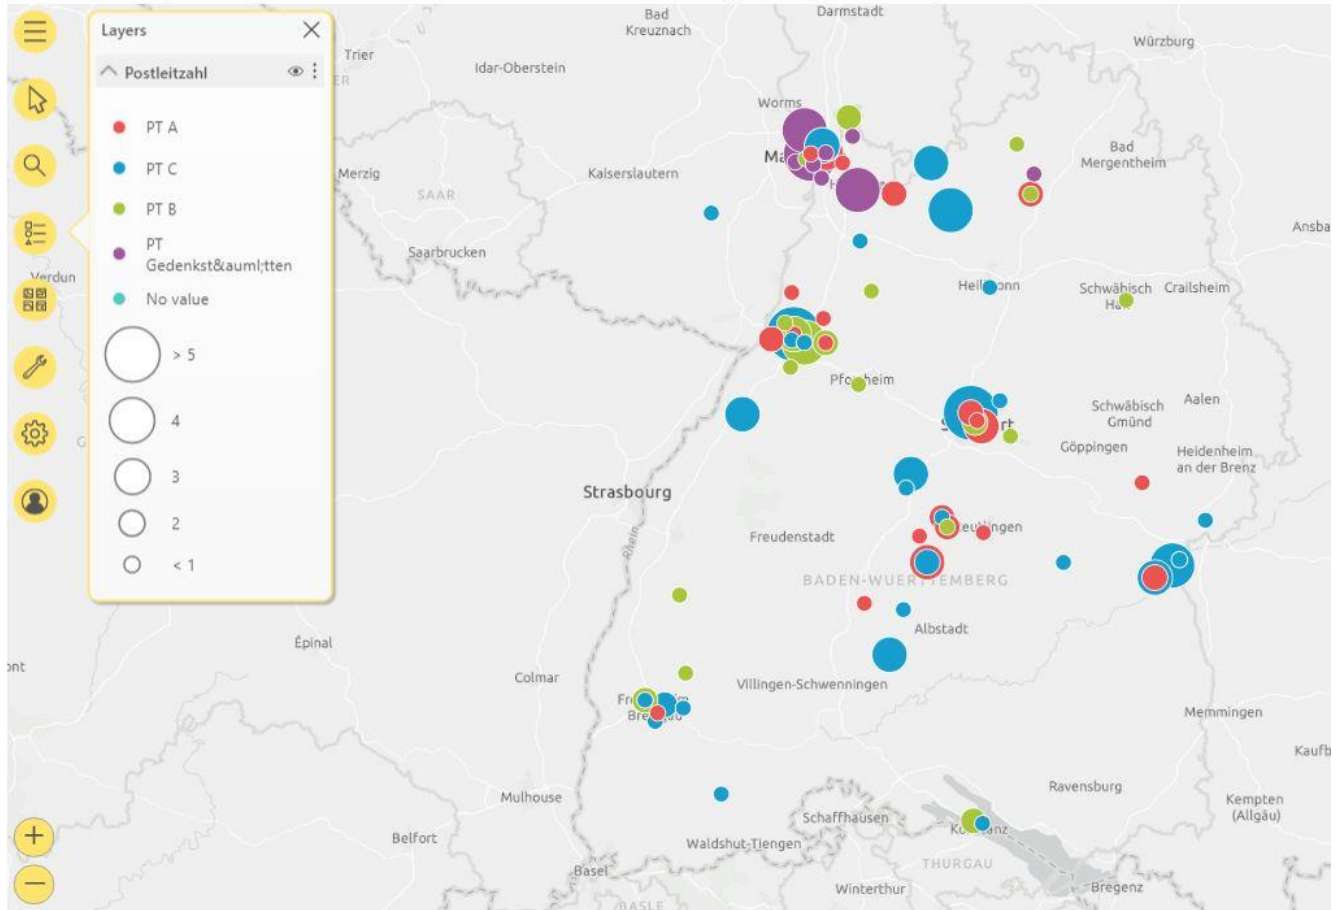 Layers
Postleitzahl
PT A
PT C
PT B
PT
Gedenkst&auml;tten
No value
> 5
4
3
2
< 1
Bad
Kreuznach
Darmstadt
Würzburg
Trier
Idar-Oberstein
Worms
Bad
Mergentheim
Merzig
Kaiserslautern
SAAR
Ansba
Saarbrucken
Verdun
Schwäbisch
Crailsheim
Pforzheim
Schwäbisch
Gmünd
Aalen
Göppingen
Heidenheim
an der Brenz
Strasbourg
Freudenstadt
Rhein
BADEN-WUERTTEMBERG
Albstadt
Épinal
Colmar
Villingen-Schwenningen
Memmingen
Kaufb
Mulhouse
Ravensburg
Kempten
(Allgäu)
Belfort
Schaffhausen
Waldshut-Tiengen
THURGAU
Basel
Winterthur
Bregenz
BASLE